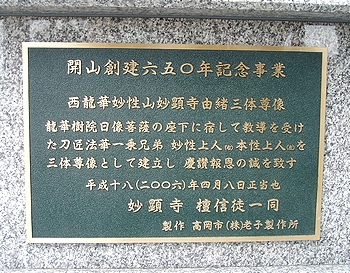 開山創建六五〇年記念事業
西龍華妙性山妙顕寺由緒三体尊像
龍華樹院日像菩薩の座下に宿して教導を受け
た刀匠法華一乗兄弟 妙性上人(右)本性上人(左)を
三体尊像として建立し 慶讃報恩の誠を致す
平成十八(二〇〇六)年四月八日正当也
妙顕寺 檀信徒一同
製作 高岡市(株)老子製作所